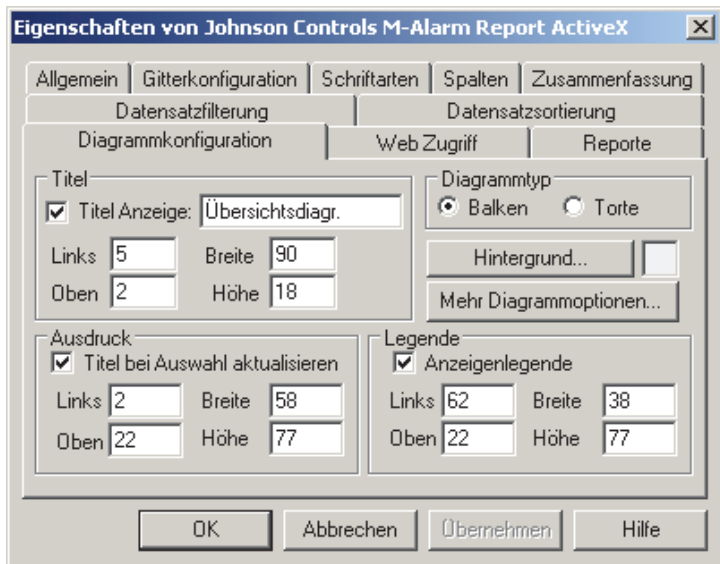 Eigenschaften von Johnson Controls M-Alarm Report ActiveX
Allgemein Gitterkonfiguration Schriftarten Spalten Zusammenfassung
Datensatzfilterung Datensatzsortierung
Diagrammkonfiguration Web Zugriff Reporte
Titel Diagrammtyp
Titel Anzeige: Übersichtsdiagr. Balken Torte
Links 5 Breite 90 Hintergrund...
Oben 2 Höhe 18 Mehr Diagrammoptionen...
Ausdruck Legende
Titel bei Auswahl aktualisieren Anzeigenlegende
Links 2 Breite 58 Links 62 Breite 38
Oben 22 Höhe 77 Oben 22 Höhe 77
OK Abbrechen Übernehmen Hilfe